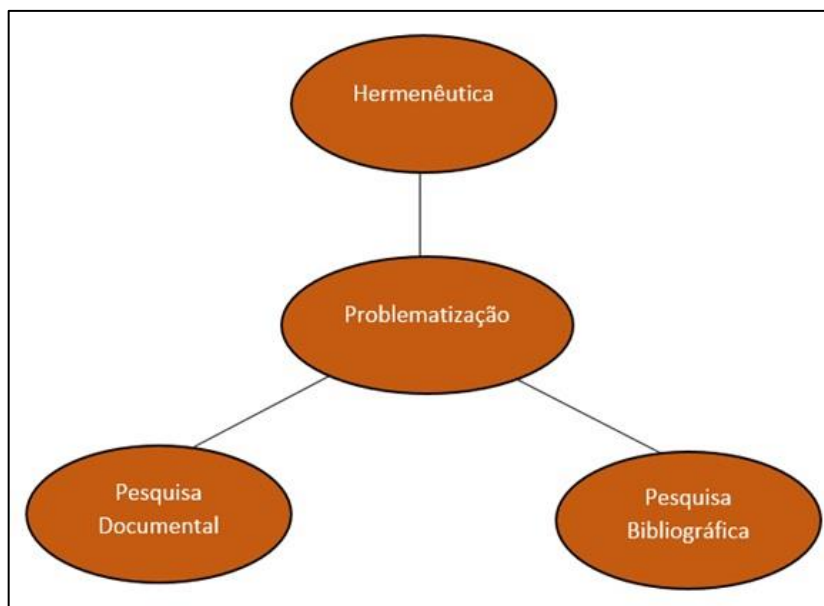 Hermenêutica
Problematização
Pesquisa
Documental
Pesquisa
Bibliográfica